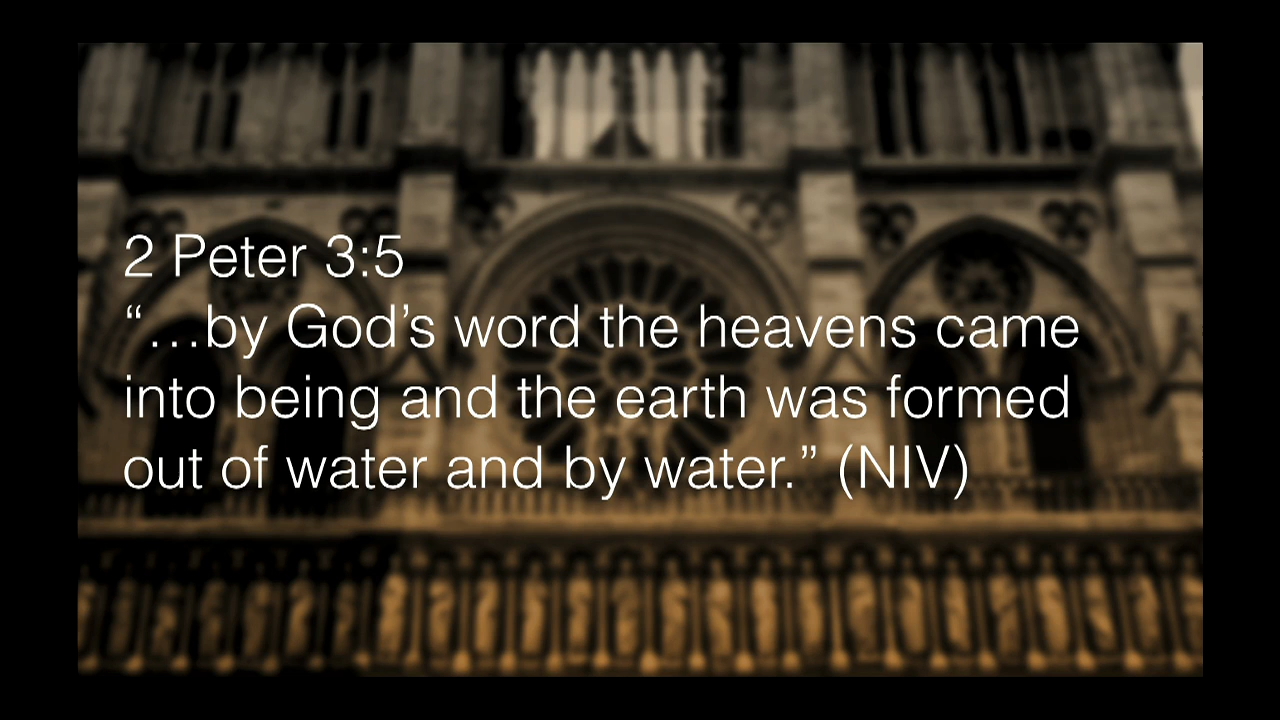 2 Peter 3:5
“…by God’s word the heavens came
into being and the earth was formed
out of water and by water.” (NIV)